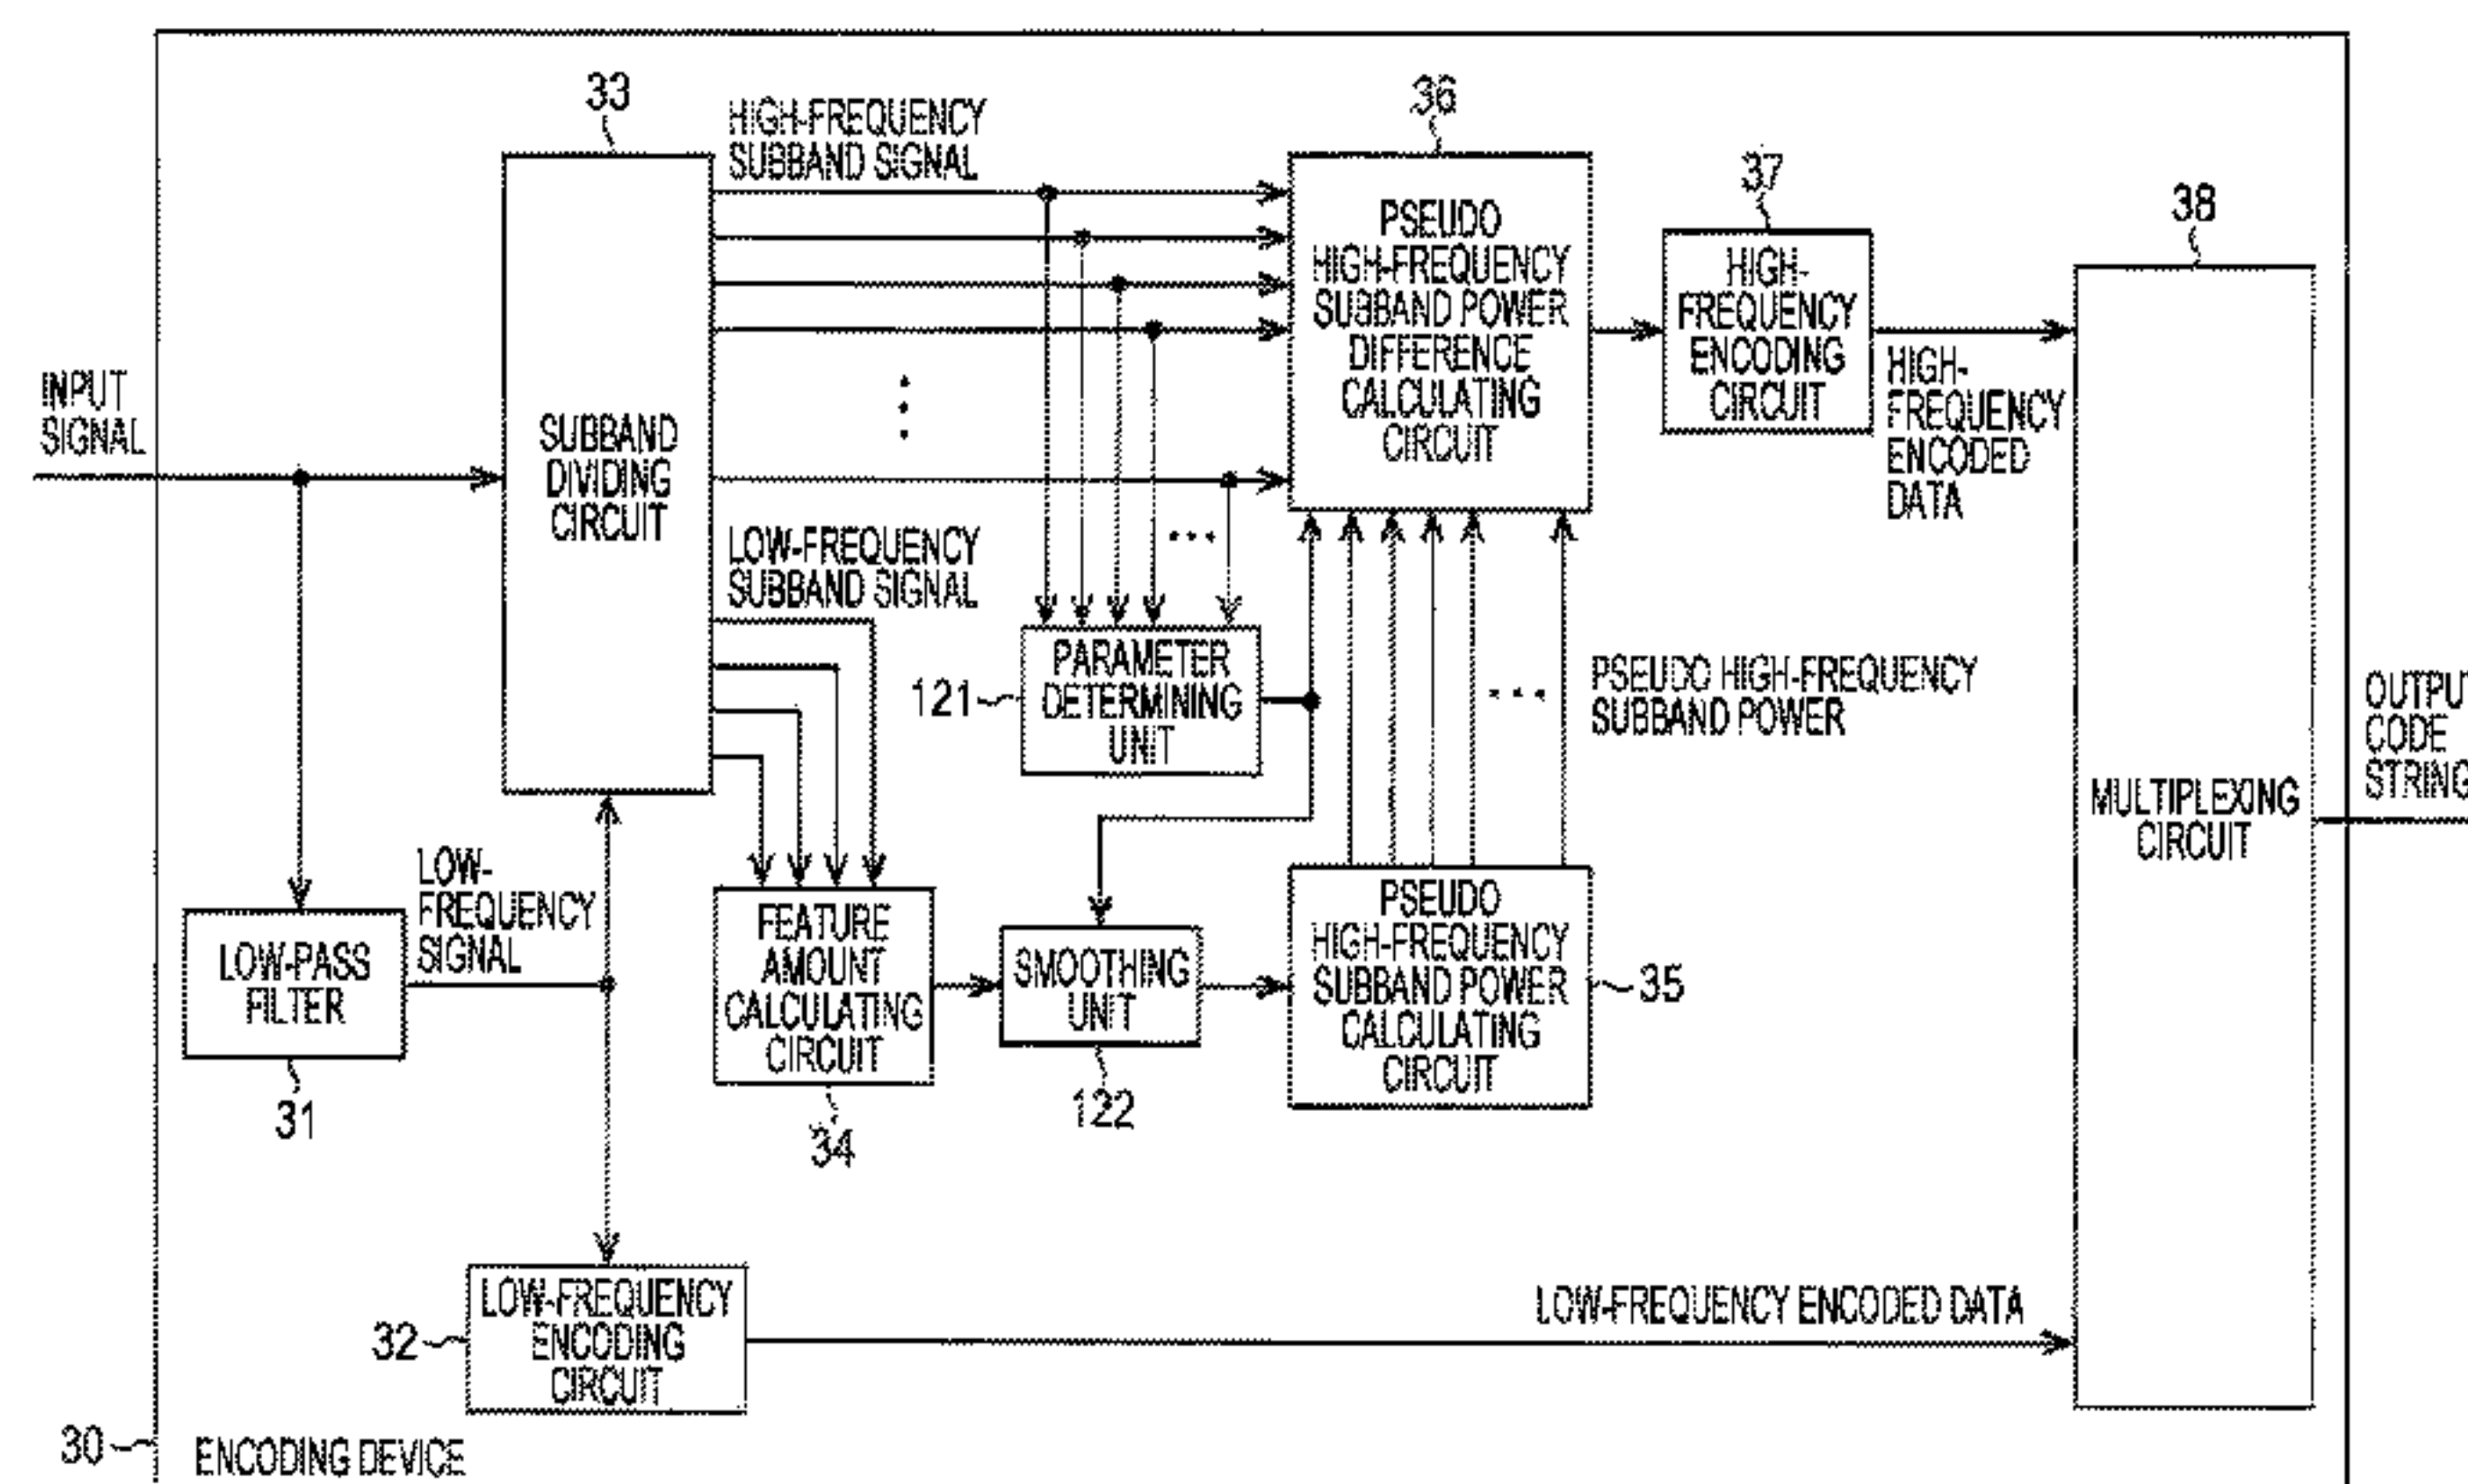 33
HIGH-FREQUENCY
SUBBAND SIGNAL
36
37
38
PSEUDO
HIGH-FREQUENCY
SUBBAND POWER
DIFFERENCE
CALCULATING
CIRCUIT
HIGH-
FREQUENCY
ENCODING
CIRCUIT
HIGH-
FREQUENCY
ENCODED
DATA
INPUT
SIGNAL
SUBBAND
DIVIDING
CIRCUIT
LOW-FREQUENCY
SUBBAND SIGNAL
121
PARAMETER
DETERMINING
UNIT
PSEUDO HIGH-FREQUENCY
SUBBAND POWER
OUTPUT
CODE
STRING
MULTIPLEXING
CIRCUIT
LOW-
FREQUENCY
SIGNAL
LOW-PASS
FILTER
31
FEATURE
AMOUNT
CALCULATING
CIRCUIT
34
SMOOTHING
UNIT
122
PSEUDO
HIGH-FREQUENCY
SUBBAND POWER
CALCULATING
CIRCUIT
35
32
LOW-FREQUENCY
ENCODING
CIRCUIT
LOW-FREQUENCY ENCODED DATA
30
ENCODING DEVICE